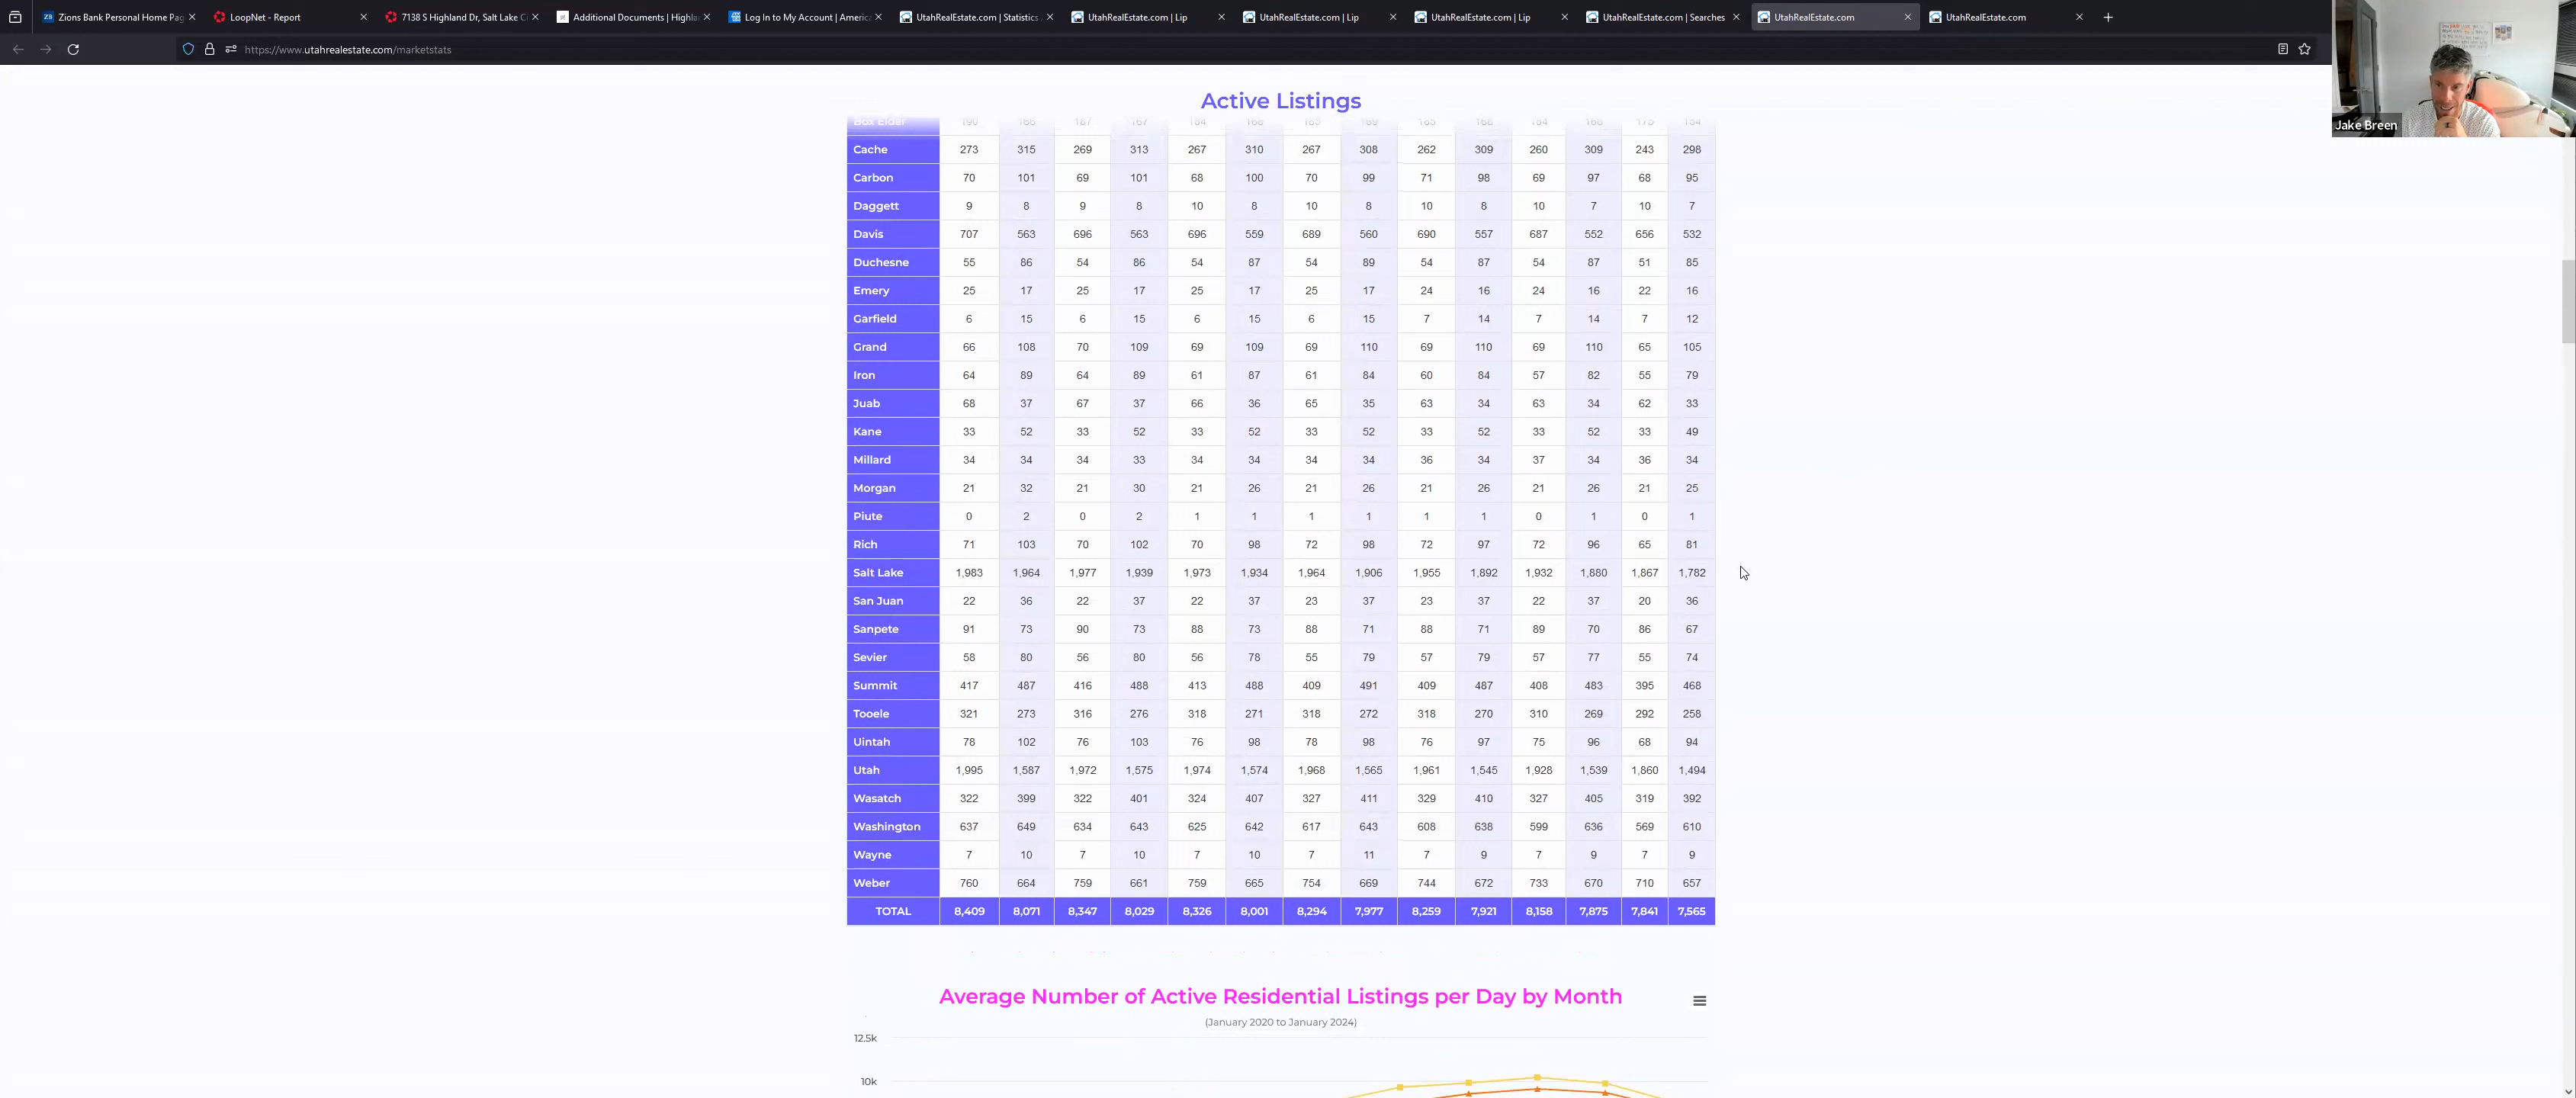 Zions Bank Personal Home Pag
LoopNet - Report
7138 S Highland Dr, Salt Lake Ci
Additional Documents | Highla
Log In to My Account | America
UtahRealEstate.com | Statistics
UtahRealEstate.com | Lip
UtahRealEstate.com | Lip
UtahRealEstate.com | Lip
UtahRealEstate.com | Searches
UtahRealEstate.com
UtahRealEstate.com
https://www.utahrealestate.com/marketstats
Jake Breen
Active Listings
Box Elder 190 166 187 167 184 168 183 169 185 168 184 168 175 154
Cache 273 315 269 313 267 310 267 308 262 309 260 309 243 298
Carbon 70 101 69 101 68 100 70 99 71 98 69 97 68 95
Daggett 9 8 9 8 10 8 10 8 10 8 10 7 10 7
Davis 707 563 696 563 696 559 689 560 690 557 687 552 656 532
Duchesne 55 86 54 86 54 87 54 89 54 87 54 87 51 85
Emery 25 17 25 17 25 17 25 17 24 16 24 16 22 16
Garfield 6 15 6 15 6 15 6 15 7 14 7 14 7 12
Grand 66 108 70 109 69 109 69 110 69 110 69 110 65 105
Iron 64 89 64 89 61 87 61 84 60 84 57 82 55 79
Juab 68 37 67 37 66 36 65 35 63 34 63 34 62 33
Kane 33 52 33 52 33 52 33 52 33 52 33 52 33 49
Millard 34 34 34 33 34 34 34 34 36 34 37 34 36 34
Morgan 21 32 21 30 21 26 21 26 21 26 21 26 21 25
Piute 0 2 0 2 1 1 1 1 1 1 0 1 0 1
Rich 71 103 70 102 70 98 72 98 72 97 72 96 65 81
Salt Lake 1,983 1,964 1,977 1,939 1,973 1,934 1,964 1,906 1,955 1,892 1,932 1,880 1,867 1,782
San Juan 22 36 22 37 22 37 23 37 23 37 22 37 20 36
Sanpete 91 73 90 73 88 73 88 71 88 71 89 70 86 67
Sevier 58 80 56 80 56 78 55 79 57 79 57 77 55 74
Summit 417 487 416 488 413 488 409 491 409 487 408 483 395 468
Tooele 321 273 316 276 318 271 318 272 318 270 310 269 292 258
Uintah 78 102 76 103 76 98 78 98 76 97 75 96 68 94
Utah 1,995 1,587 1,972 1,575 1,974 1,574 1,968 1,565 1,961 1,545 1,928 1,539 1,860 1,494
Wasatch 322 399 322 401 324 407 327 411 329 410 327 405 319 392
Washington 637 649 634 643 625 642 617 643 608 638 599 636 569 610
Wayne 7 10 7 10 7 10 7 11 7 9 7 9 7 9
Weber 760 664 759 661 759 665 754 669 744 672 733 670 710 657
TOTAL 8,409 8,071 8,347 8,029 8,326 8,001 8,294 7,977 8,259 7,921 8,158 7,875 7,841 7,565
Average Number of Active Residential Listings per Day by Month
(January 2020 to January 2024)
12.5k
10k